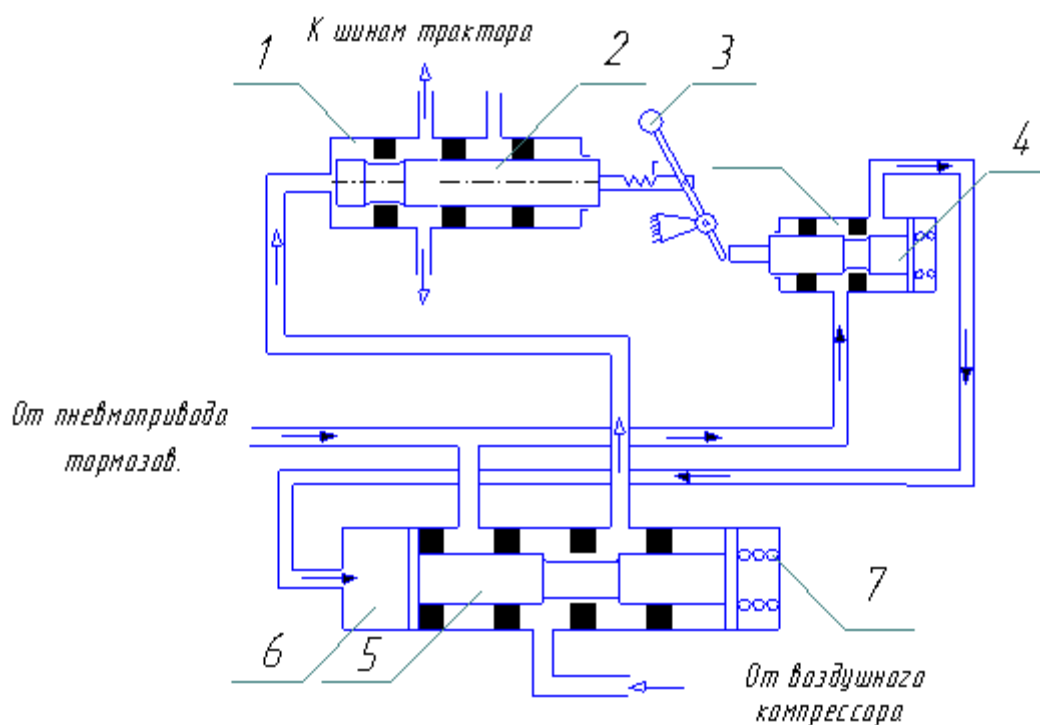 К шинам трактора
1
2
3
4
От пневмопривода
тормозов.
7
6
5
От воздушного
компрессора